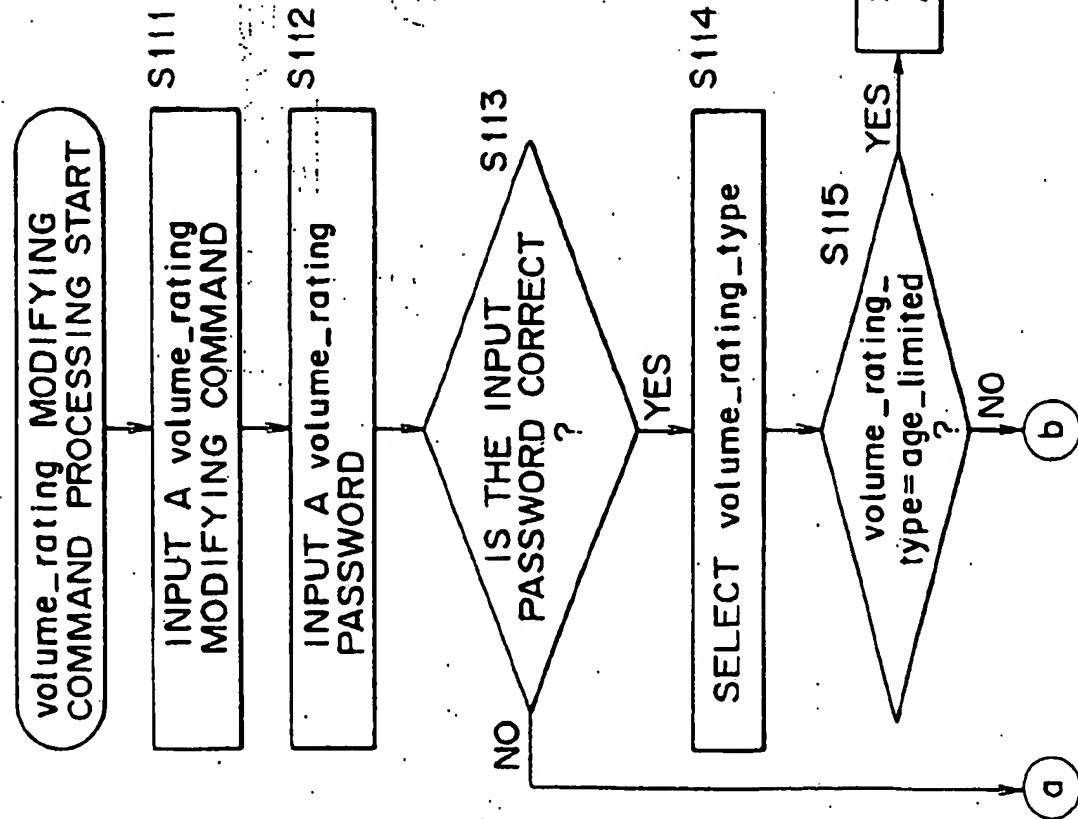 volume_rating MODIFYING
COMMAND PROCESSING START
S111
INPUT A volume_rating
MODIFYING COMMAND
S112
INPUT A volume_rating
PASSWORD
S113
IS THE INPUT
PASSWORD CORRECT
?
NO
YES
S114
SELECT volume_rating_type
S115
volume_rating_
type=age_limited
?
YES
NO
a
b